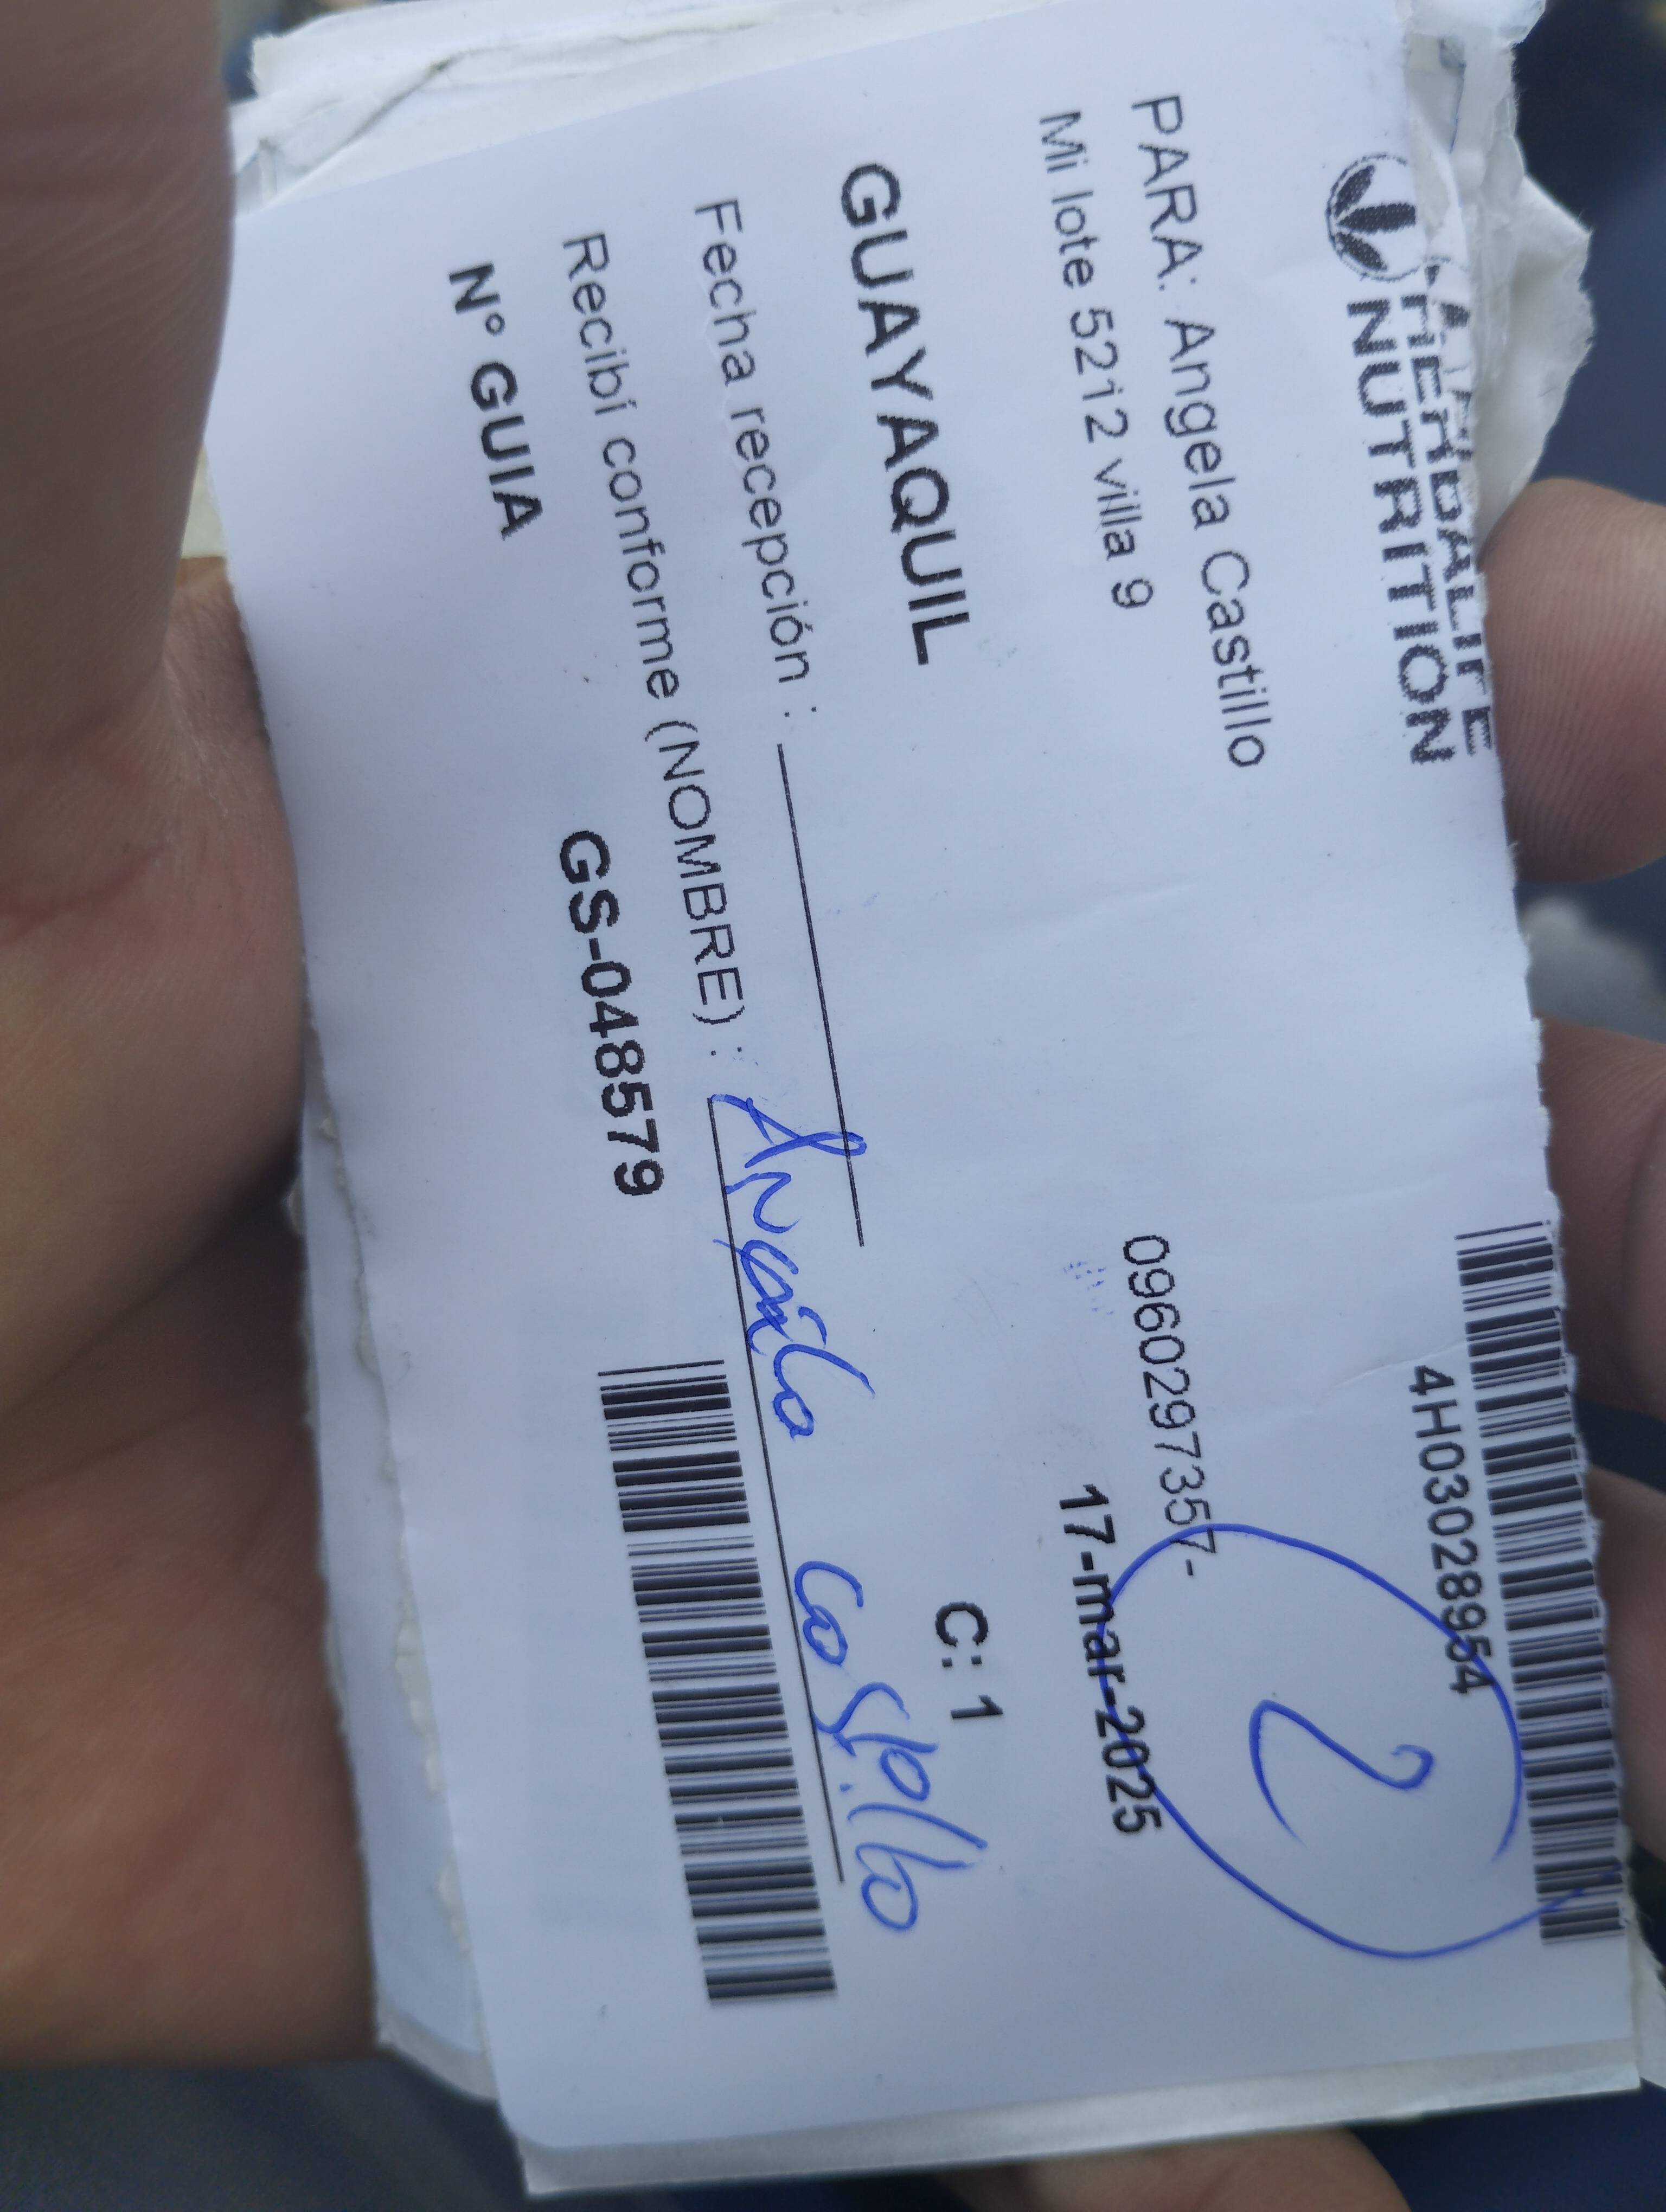 HERBALIFE
NUTRITION
4H03028954
2
PARA: Angela Castillo
0960297357-
Mi lote 5212 villa 9
17-mar-2025
GUAYAQUIL
C: 1
Fecha recepción :
Recibí conforme (NOMBRE) : Angela Castillo
N° GUIA
GS-048579